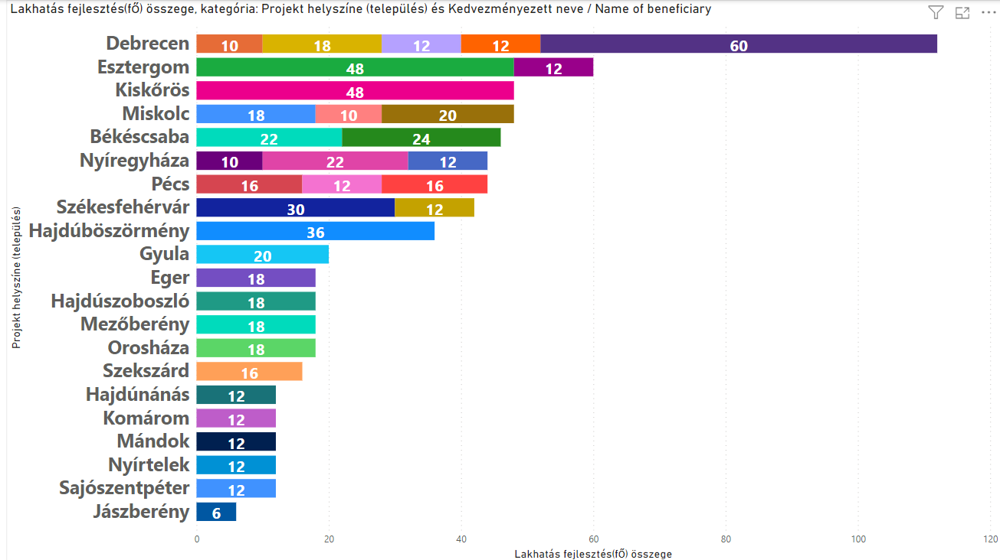 Lakhatás fejlesztés(fŐ) összege, kategória: Projekt helyszíne (település) és Kedvezményezett neve / Name of beneficiary
Projekt helyszíne (település)
Debrecen 10 18 12 12 60
Esztergom 48 12
Kiskőrös 48
Miskolc 18 10 20
Békéscsaba 22 24
Nyíregyháza 10 22 12
Pécs 16 12 16
Székesfehérvár 30 12
Hajdúböszörmény 36
Gyula 20
Eger 18
Hajdúszoboszló 18
Mezőberény 18
Orosháza 18
Szekszárd 16
Hajdúnánás 12
Komárom 12
Mándok 12
Nyírtelek 12
Sajószentpéter 12
Jászberény 6
0 20 40 60 80 100 120
Lakhatás fejlesztés(fŐ) összege